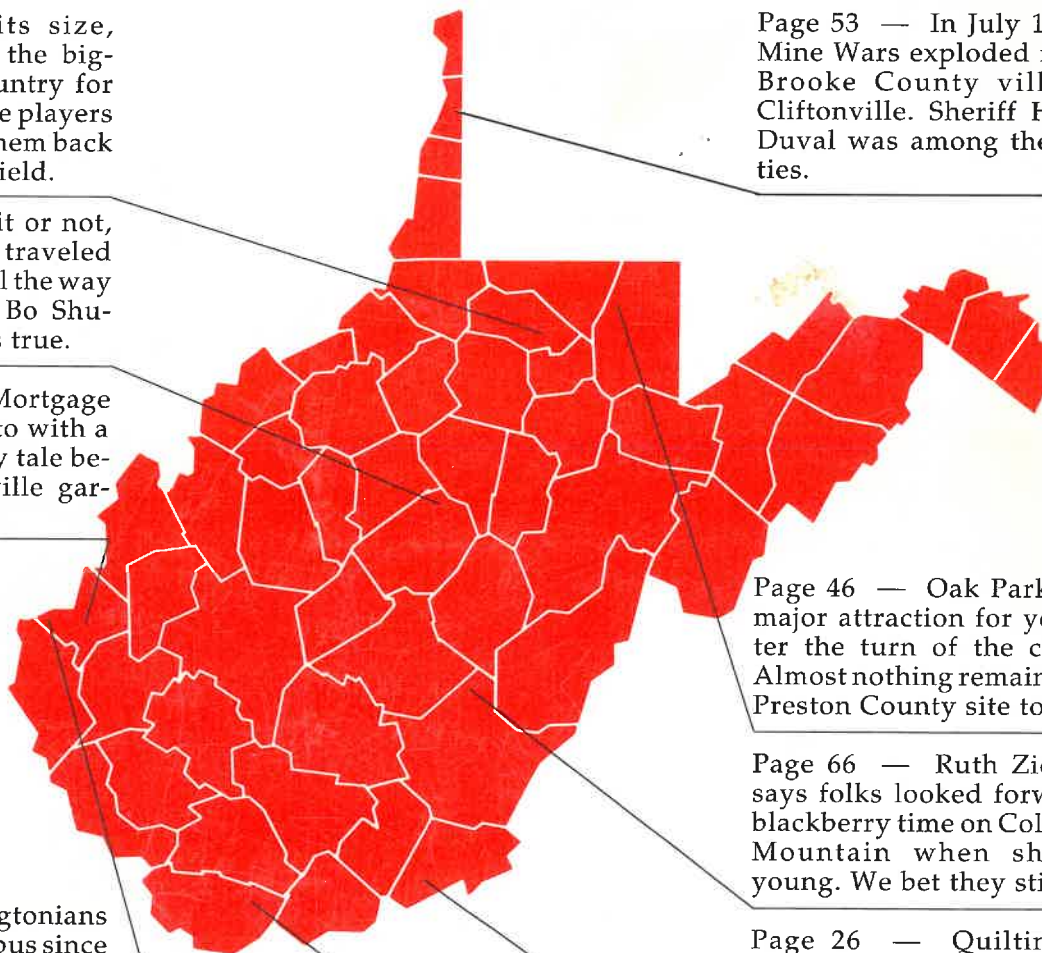 its size,
the big-
untry for
e players
hem back
ield.
it or not,
traveled
l the way
Bo Shu-
s true.
Mortgage
to with a
y tale be-
ville gar-
gtonians
ous since
Page 53 — In July 1
Mine Wars exploded
Brooke County vill
Cliftonville. Sheriff H
Duval was among the
ties.
Page 46 — Oak Park
major attraction for ye
ter the turn of the c
Almost nothing remain
Preston County site to
Page 66 — Ruth Zic
says folks looked forw
blackberry time on Col
Mountain when sh
young. We bet they sti
Page 26 — Quiltin